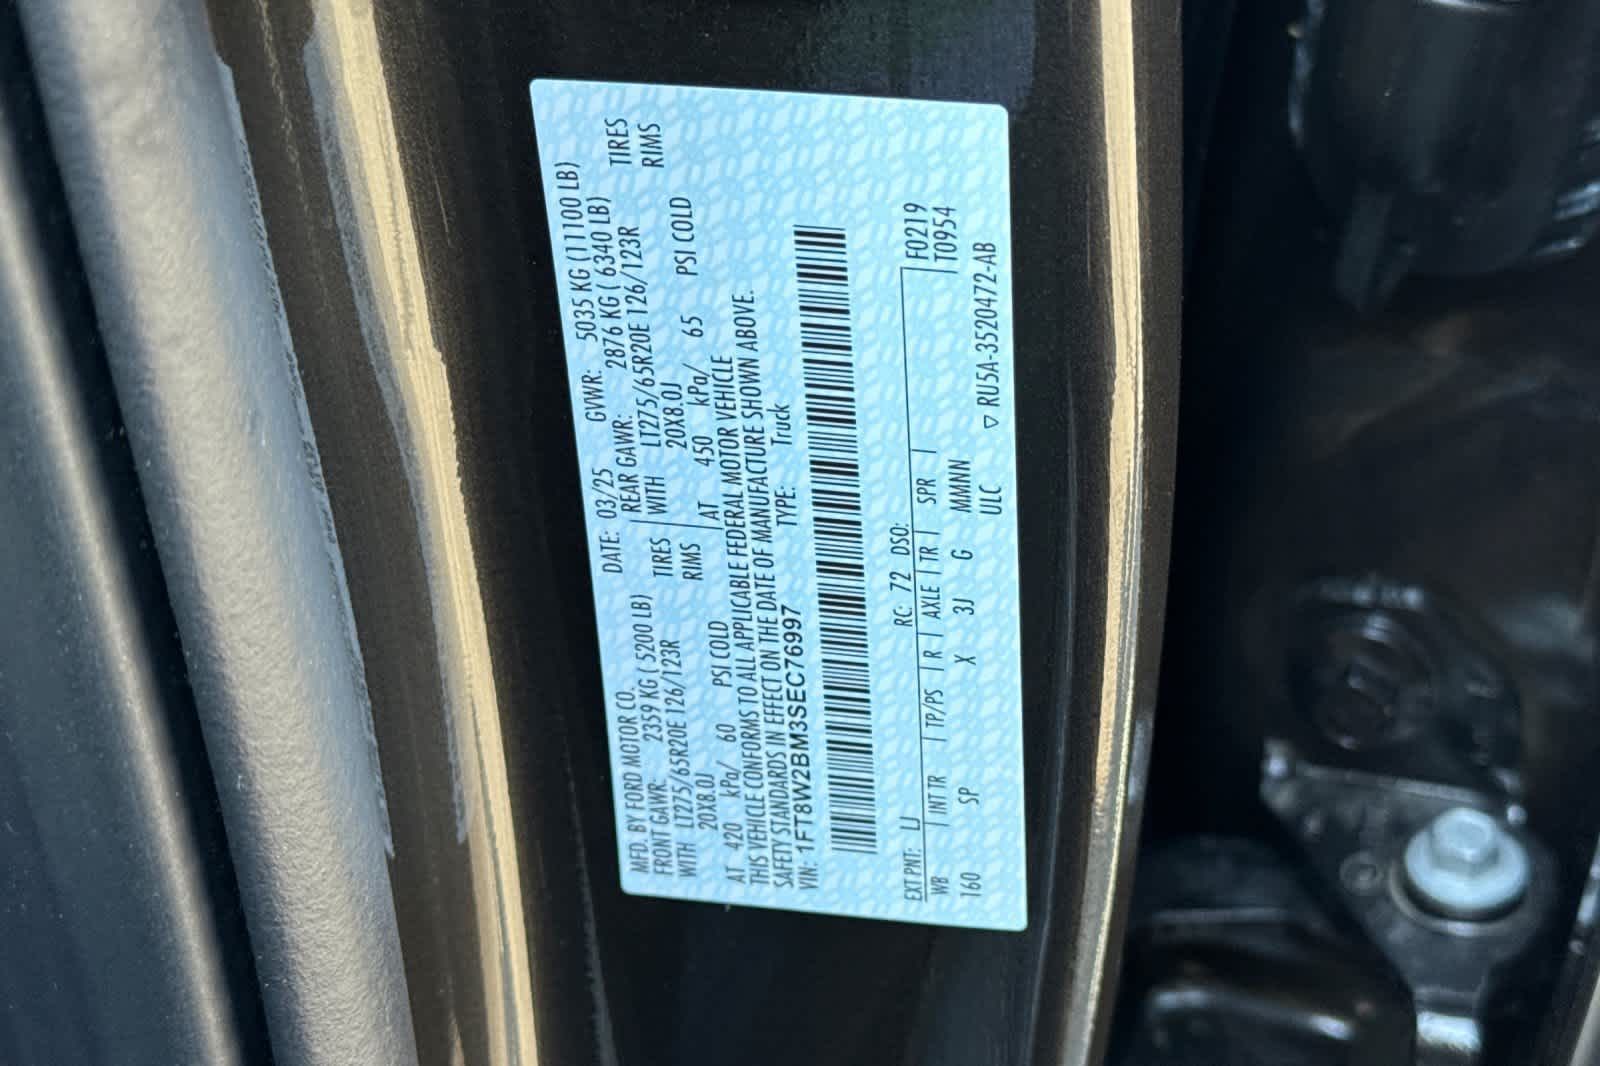 MFD. BY FORD MOTOR CO. DATE: 03/25 GVWR: 5035 KG (11100 LB)
FRONT GAWR: 2359 KG ( 5200 LB) REAR GAWR: 2876 KG ( 6340 LB)
WITH LT275/65R20E 126/123R TIRES WITH LT275/65R20E 126/123R TIRES
20X8.0J RIMS 20X8.0J RIMS
AT 420 kPa/ 60 PSI COLD AT 450 kPa/ 65 PSI COLD
THIS VEHICLE CONFORMS TO ALL APPLICABLE FEDERAL MOTOR VEHICLE
SAFETY STANDARDS IN EFFECT ON THE DATE OF MANUFACTURE SHOWN ABOVE.
VIN: 1FT8W2BM3SEC76997 TYPE: Truck
EXT PNT: LJ RC: 72 DSO: F0219
WB INT TR TP/PS R AXLE TR SPR T0954
160 SP X 3J G MMNN
ULC ▽ RU5A-3520472-AB